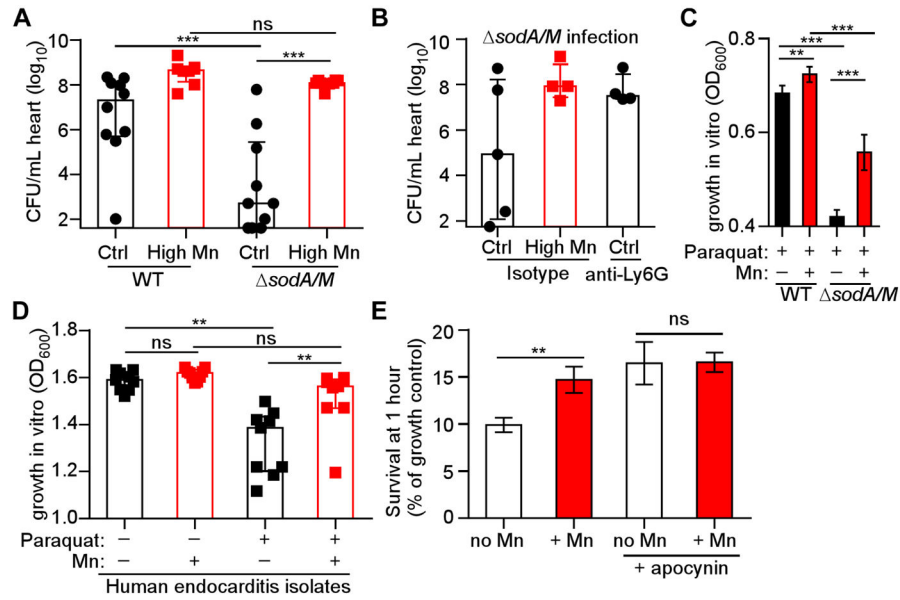 A
CFU/mL heart (log10)
10
8
6
4
2
ns
***
***
Ctrl High Mn Ctrl High Mn
WT ΔsodA/M
B
CFU/mL heart (log10)
10
8
6
4
2
ΔsodA/M infection
Ctrl High Mn Ctrl
Isotype anti-Ly6G
C
growth in vitro (OD600)
0.8
0.6
0.4
***
***
** ***
Paraquat: + + + +
Mn: – + – +
WT ΔsodA/M
D
growth in vitro (OD600)
1.8
1.6
1.4
1.2
1.0
**
ns ns
**
Paraquat: – – + +
Mn: – + – +
Human endocarditis isolates
E
Survival at 1 hour
(% of growth control)
20
15
10
5
0
** ns
no Mn + Mn no Mn + Mn
+ apocynin